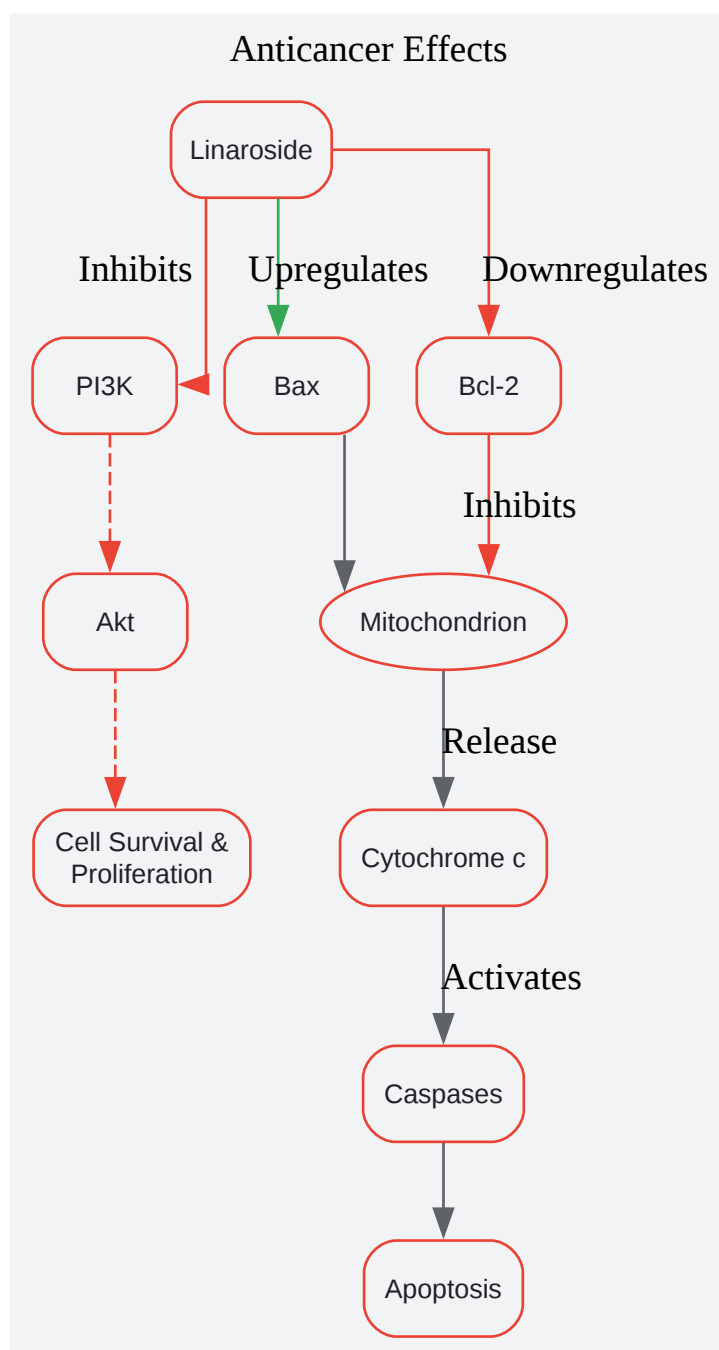 Anticancer Effects
Linaroside
Inhibits
Upregulates
Downregulates
PI3K
Bax
Bcl-2
Inhibits
Akt
Mitochondrion
Release
Cell Survival &
Proliferation
Cytochrome c
Activates
Caspases
Apoptosis